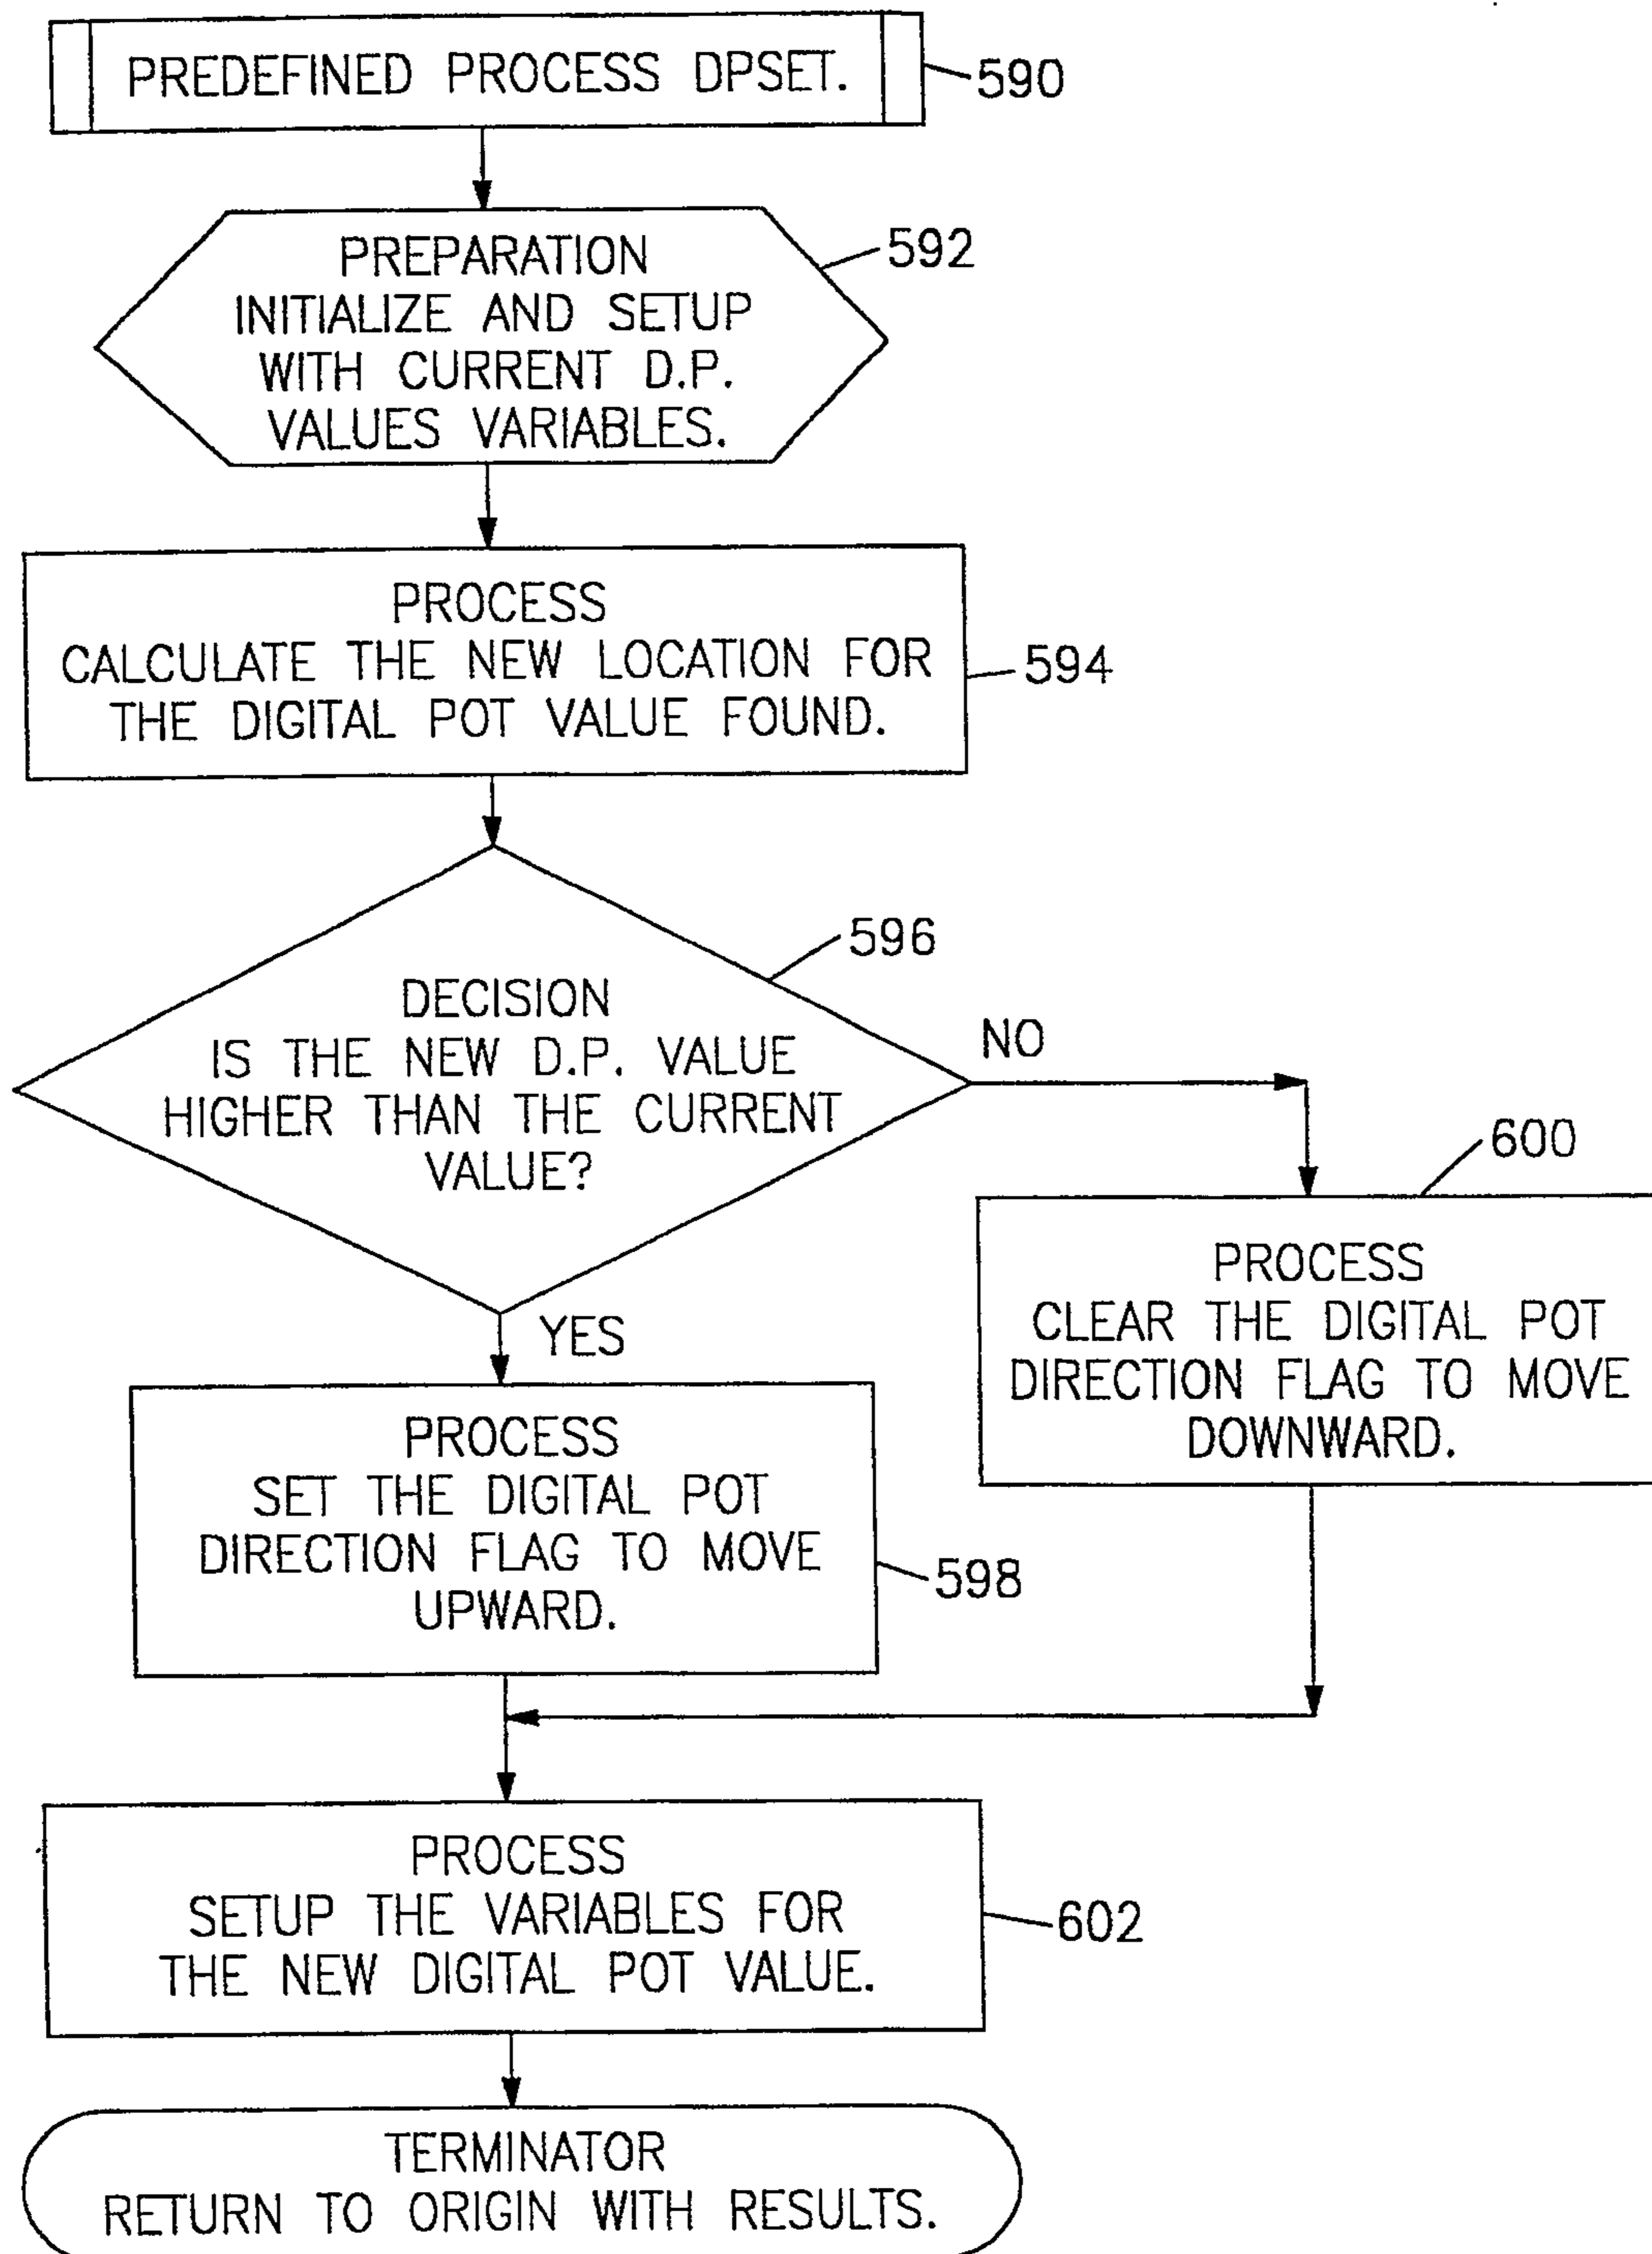 PREDEFINED PROCESS DPSET.
590
PREPARATION
INITIALIZE AND SETUP
WITH CURRENT D.P.
VALUES VARIABLES.
592
PROCESS
CALCULATE THE NEW LOCATION FOR
THE DIGITAL POT VALUE FOUND.
594
596
DECISION
IS THE NEW D.P. VALUE
HIGHER THAN THE CURRENT
VALUE?
NO
YES
600
PROCESS
CLEAR THE DIGITAL POT
DIRECTION FLAG TO MOVE
DOWNWARD.
PROCESS
SET THE DIGITAL POT
DIRECTION FLAG TO MOVE
UPWARD.
598
PROCESS
SETUP THE VARIABLES FOR
THE NEW DIGITAL POT VALUE.
602
TERMINATOR
RETURN TO ORIGIN WITH RESULTS.